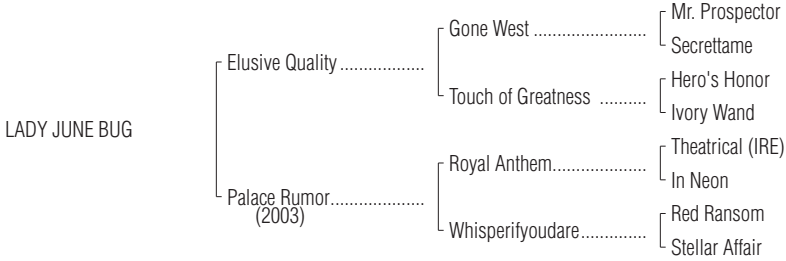 Mr. Prospector
Gone West ........................
Secrettame
Elusive Quality ..................
Hero's Honor
Touch of Greatness ..........
Ivory Wand
LADY JUNE BUG
Theatrical (IRE)
Royal Anthem....................
In Neon
Palace Rumor....................
(2003)
Red Ransom
Whisperifyoudare..............
Stellar Affair